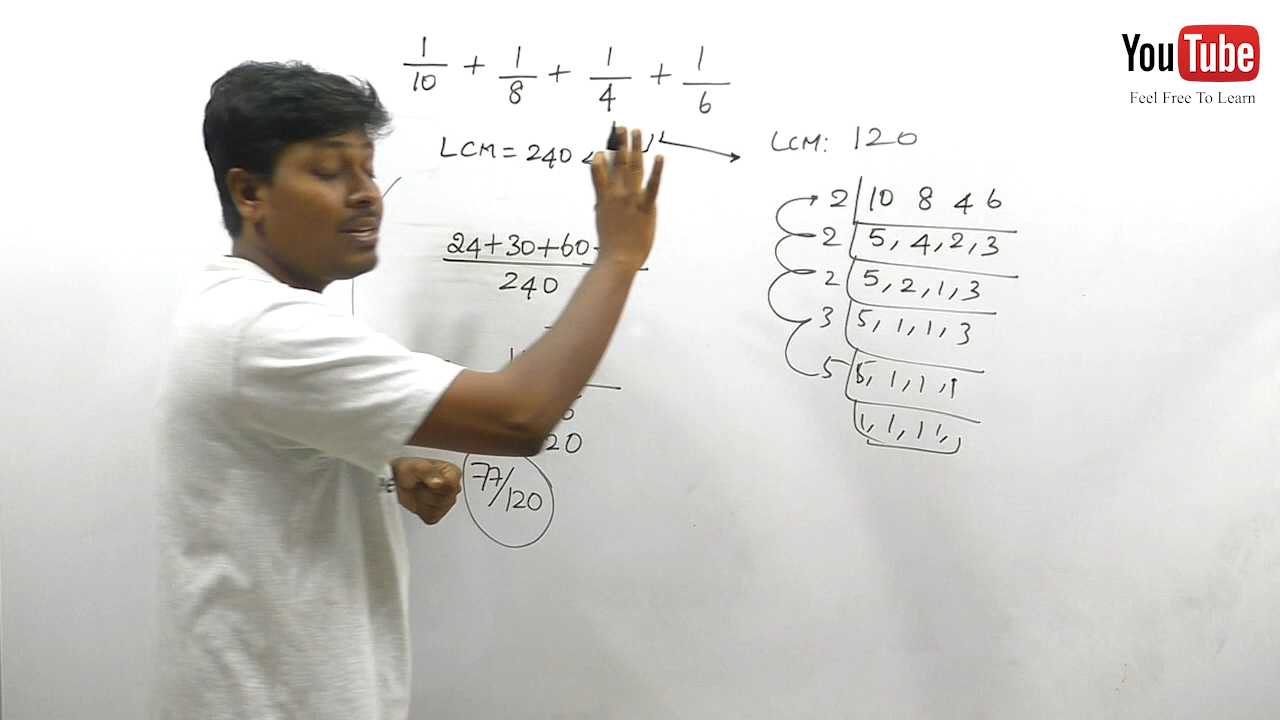 YouTube
Feel Free To Learn
1/10 + 1/8 + 1/4 + 1/6
LCM = 240
24+30+60
240
20
77/120
LCM: 120
2 | 10 8 4 6
2 | 5, 4, 2, 3
2 | 5, 2, 1, 3
3 | 5, 1, 1, 3
5 | 5, 1, 1, 1
1, 1, 1 1,